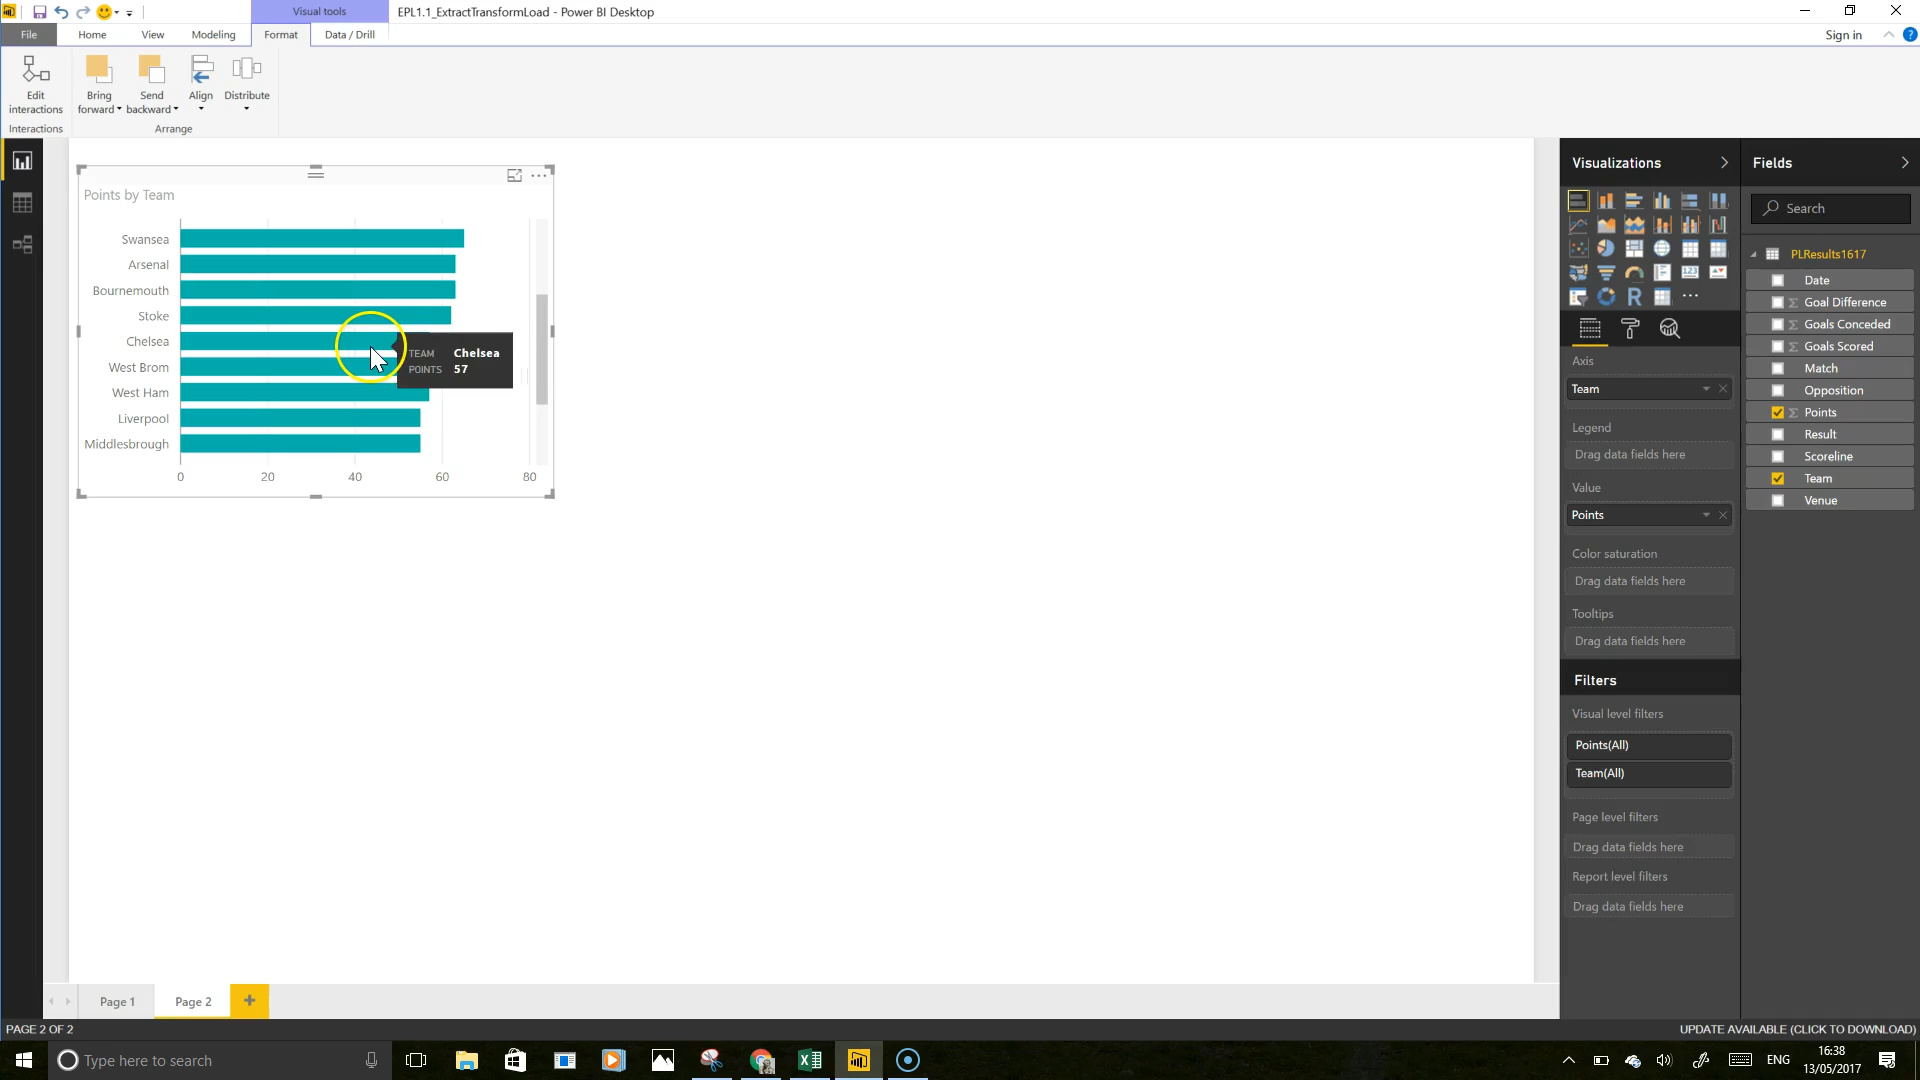 Visual tools
EPL1.1_ExtractTransformLoad - Power BI Desktop
File
Home
View
Modeling
Format
Data / Drill
Sign in
?
Edit
interactions
Bring
forward
Send
backward
Align
Distribute
Interactions
Arrange
Points by Team
Swansea
Arsenal
Bournemouth
Stoke
Chelsea
West Brom
West Ham
Liverpool
Middlesbrough
0
20
40
60
80
TEAM Chelsea
POINTS 57
Visualizations
R
123
Axis
Team
Legend
Drag data fields here
Value
Points
Color saturation
Drag data fields here
Tooltips
Drag data fields here
Filters
Visual level filters
Points(All)
Team(All)
Page level filters
Drag data fields here
Report level filters
Drag data fields here
Fields
Search
PLResults1617
Date
Σ Goal Difference
Σ Goals Conceded
Σ Goals Scored
Match
Opposition
Σ Points
Result
Scoreline
Team
Venue
Page 1
Page 2
+
PAGE 2 OF 2
UPDATE AVAILABLE (CLICK TO DOWNLOAD)
Type here to search
ENG
16:38
13/05/2017